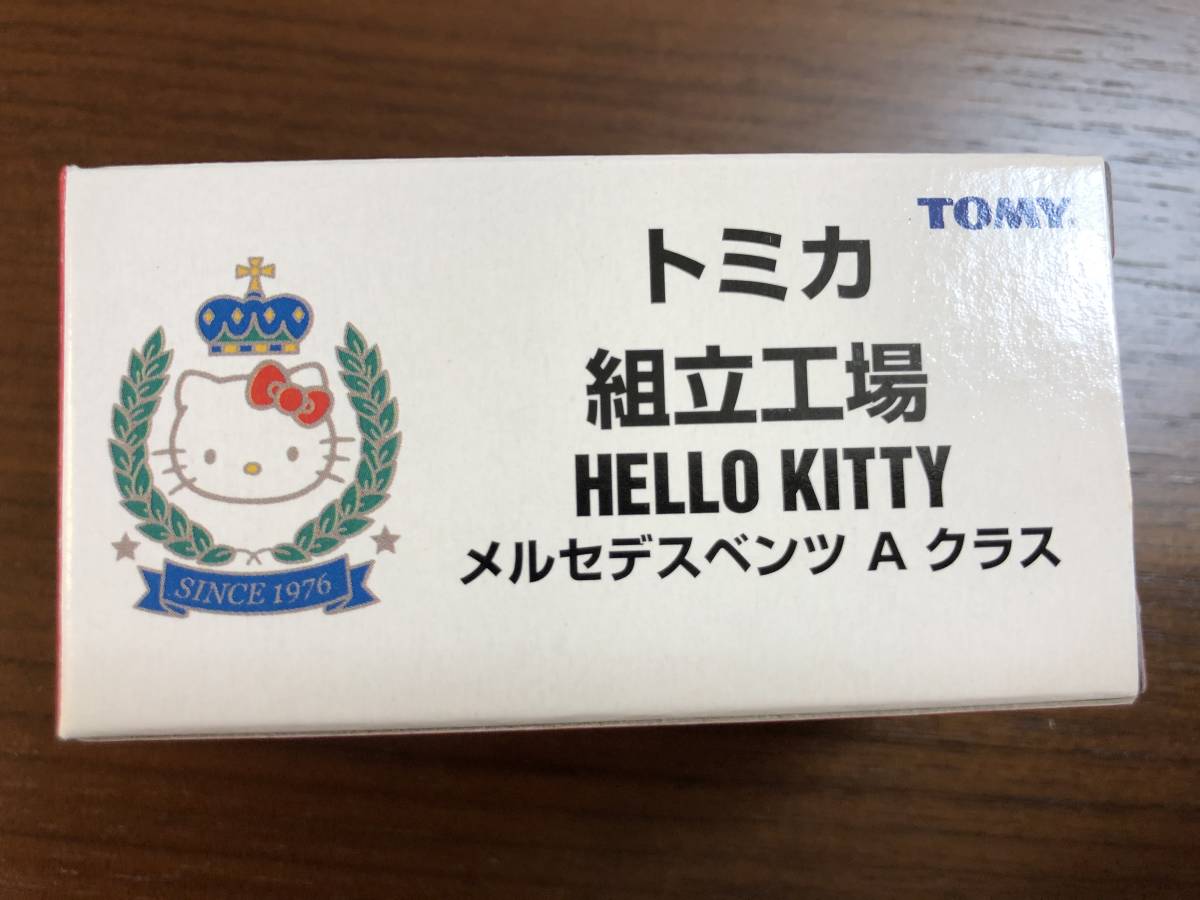 TOMY
トミカ
組立工場
HELLO KITTY
メルセデスベンツ A クラス
SINCE 1976